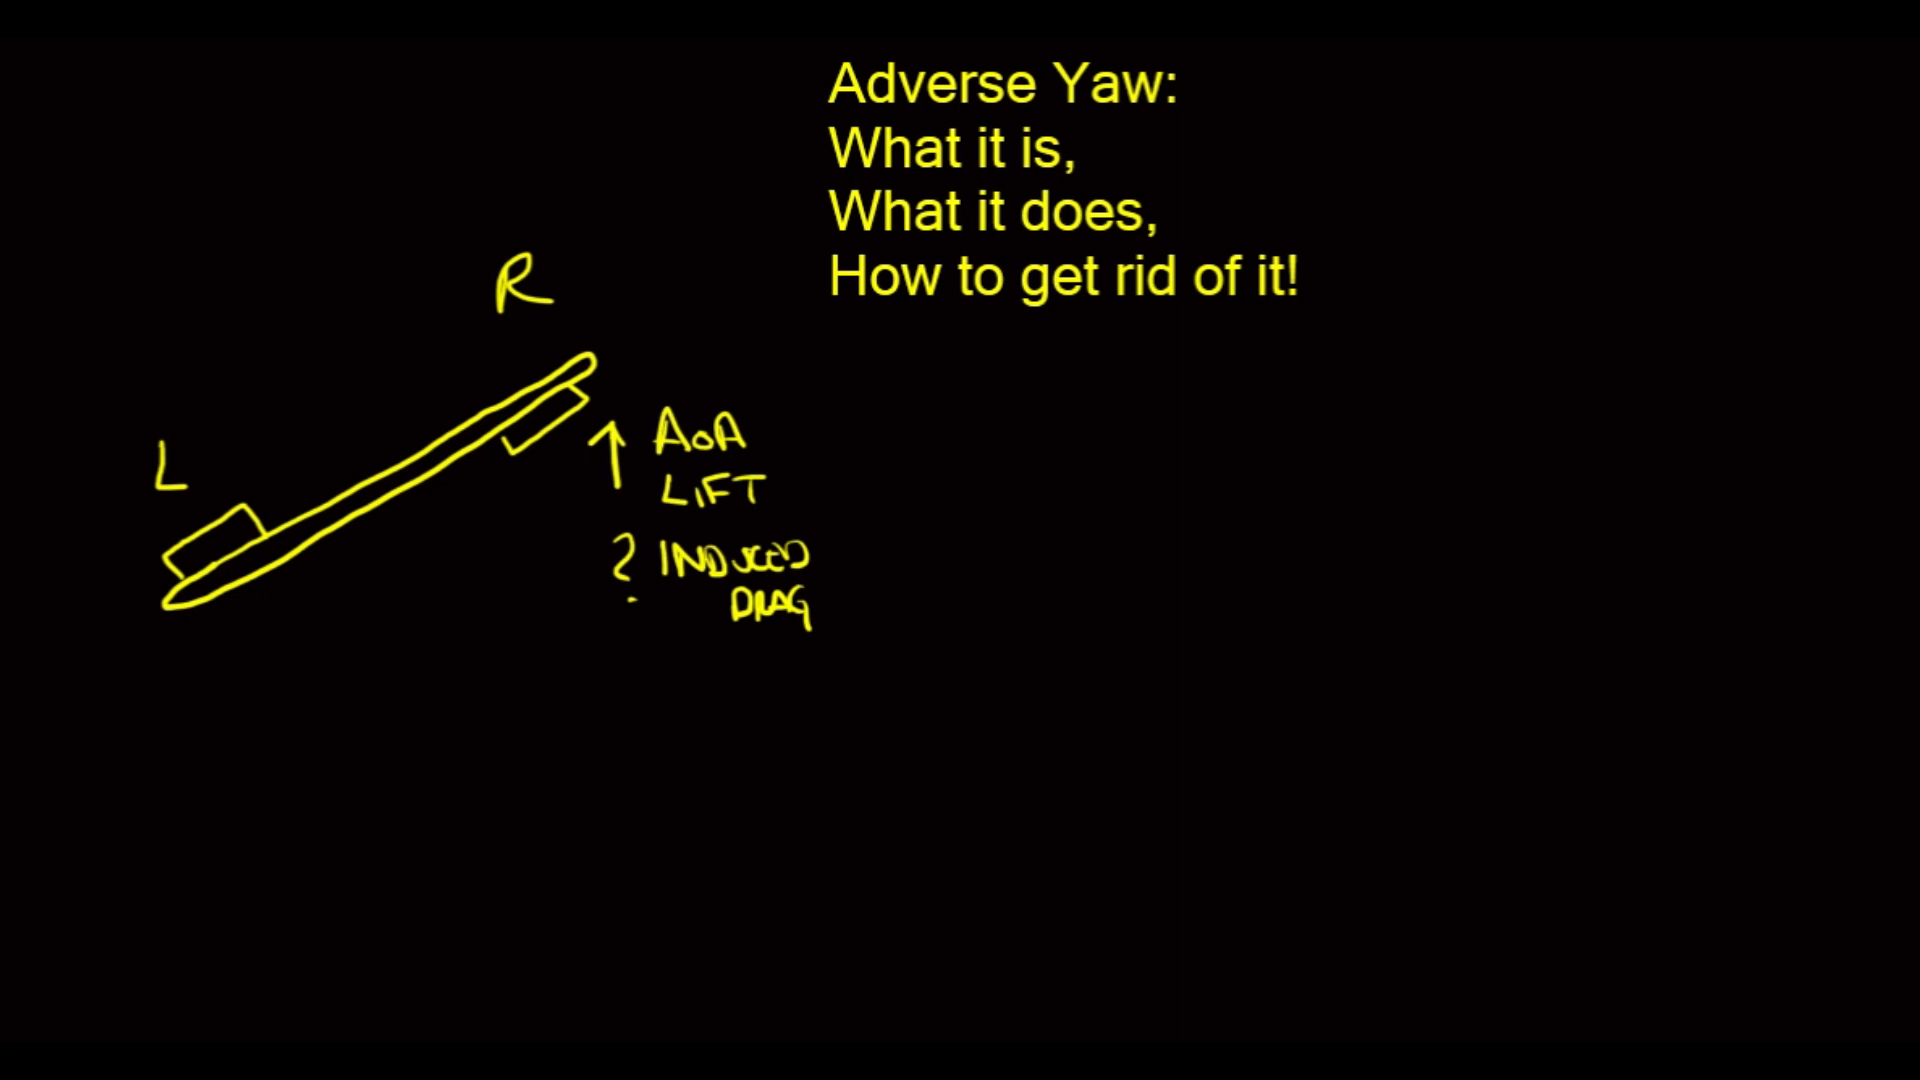 Adverse Yaw:
What it is,
What it does,
How to get rid of it!
R
L
AOA
LIFT
? INDUCED
DRAG